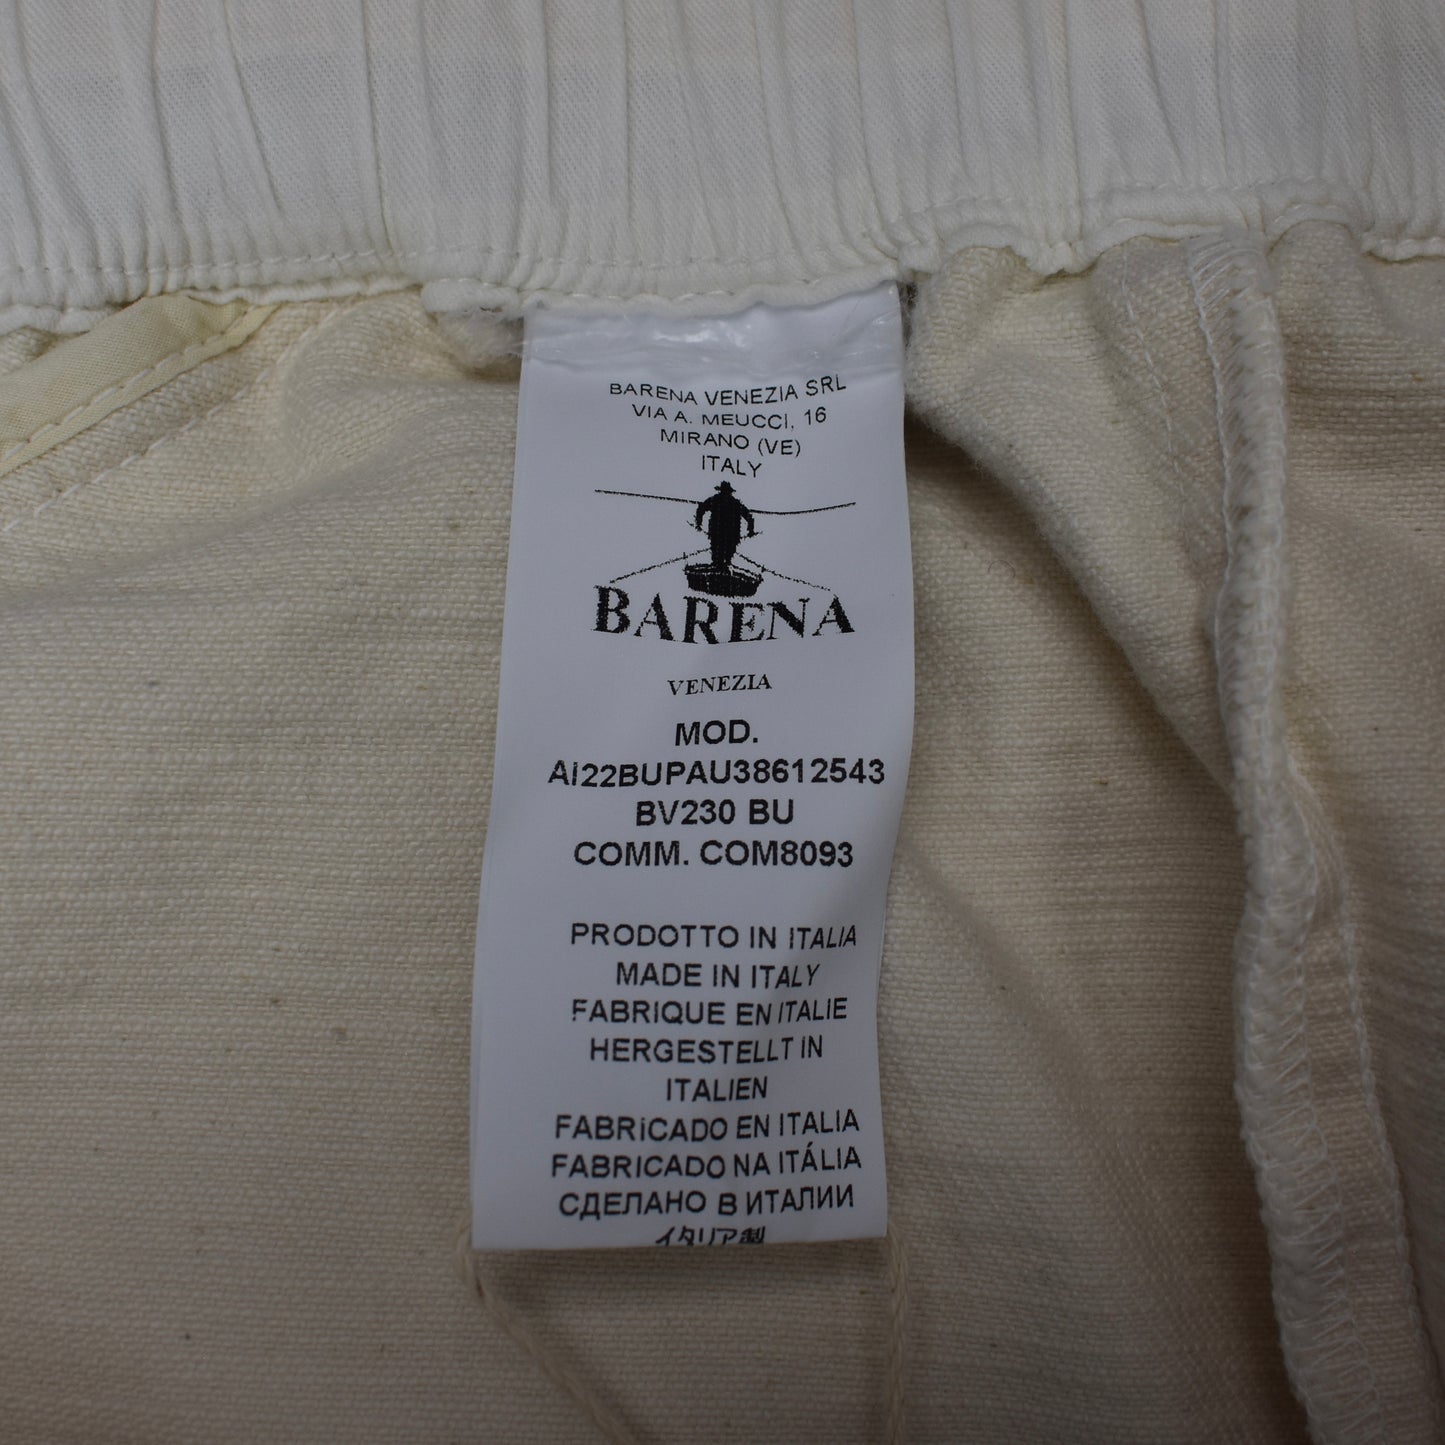 BARENA VENEZIA SRL
VIA A. MEUCCI, 16
MIRANO (VE)
ITALY
BARENA
VENEZIA
MOD.
AI22BUPAU38612543
BV230 BU
COMM. COM8093
PRODOTTO IN ITALIA
MADE IN ITALY
FABRIQUE EN ITALIE
HERGESTELLT IN
ITALIEN
FABRICADO EN ITALIA
FABRICADO NA ITÁLIA
СДЕЛАНО В ИТАЛИИ
イタリア製